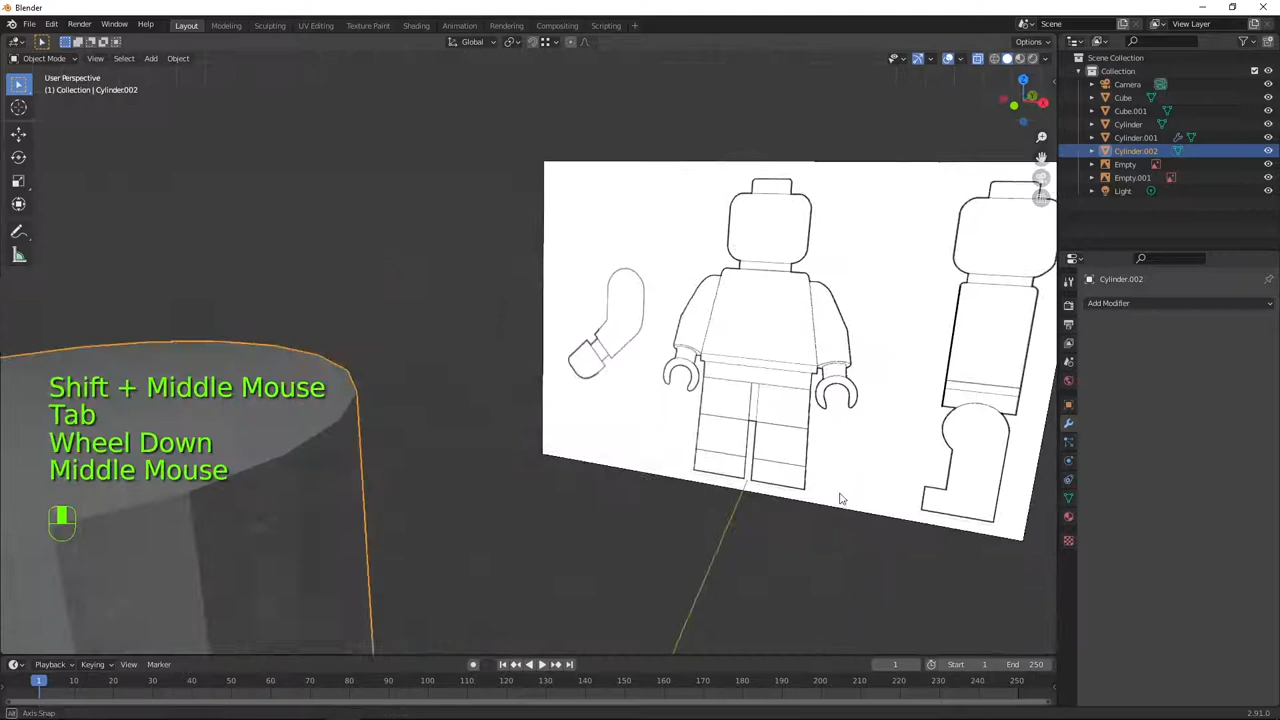 Blender
File Edit Render Window Help
Layout Modeling Sculpting UV Editing Texture Paint Shading Animation Rendering Compositing Scripting +
Scene
View Layer
Global
Options
Object Mode View Select Add Object
User Perspective
(1) Collection | Cylinder.002
Scene Collection
Collection
Camera
Cube
Cube.001
Cylinder
Cylinder.001
Cylinder.002
Empty
Empty.001
Light
Cylinder.002
Add Modifier
Z
X
Y
Shift + Middle Mouse
Tab
Wheel Down
Middle Mouse
Playback Keying View Marker
1
Start 1 End 250
1 10 20 30 40 50 60 70 80 90 100 110 120 130 140 150 160 170 180 190 200 210 220 230 240 250
Axis Snap
2.91.0